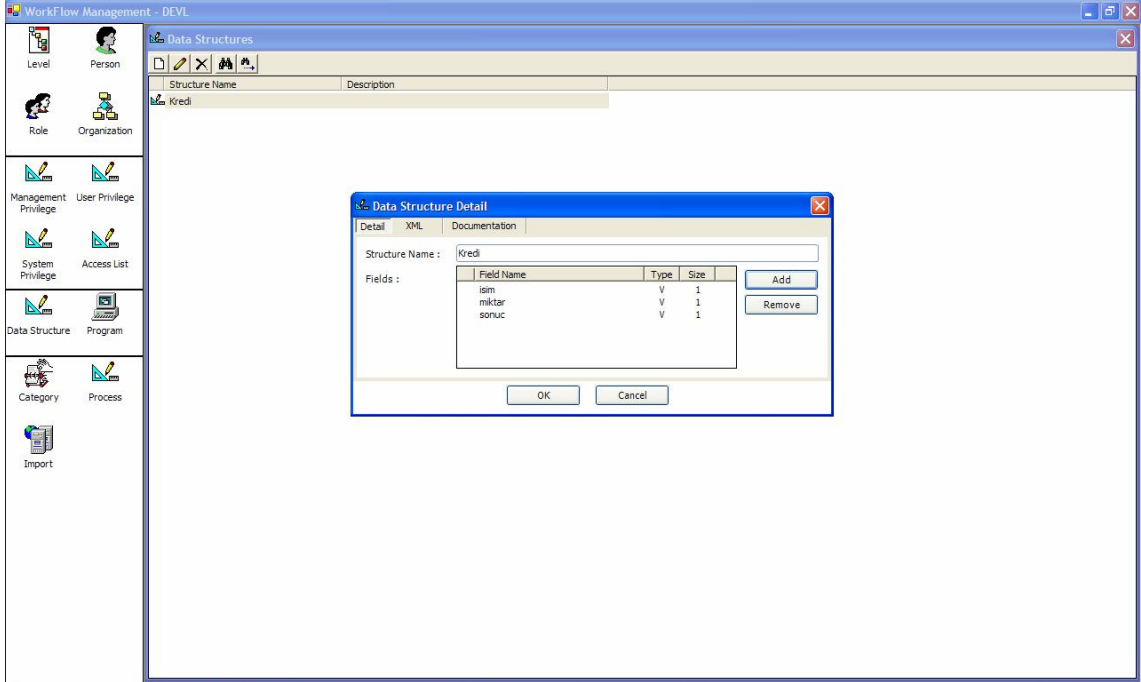 WorkFlow Management - DEVL
Level Person
Role Organization
Management Privilege User Privilege
System Privilege Access List
Data Structure Program
Category Process
Import
Data Structures
Structure Name Description
Kredi
Data Structure Detail
Detail XML Documentation
Structure Name : Kredi
Fields :
Field Name Type Size
isim V 1
miktar V 1
sonuc V 1
Add
Remove
OK Cancel